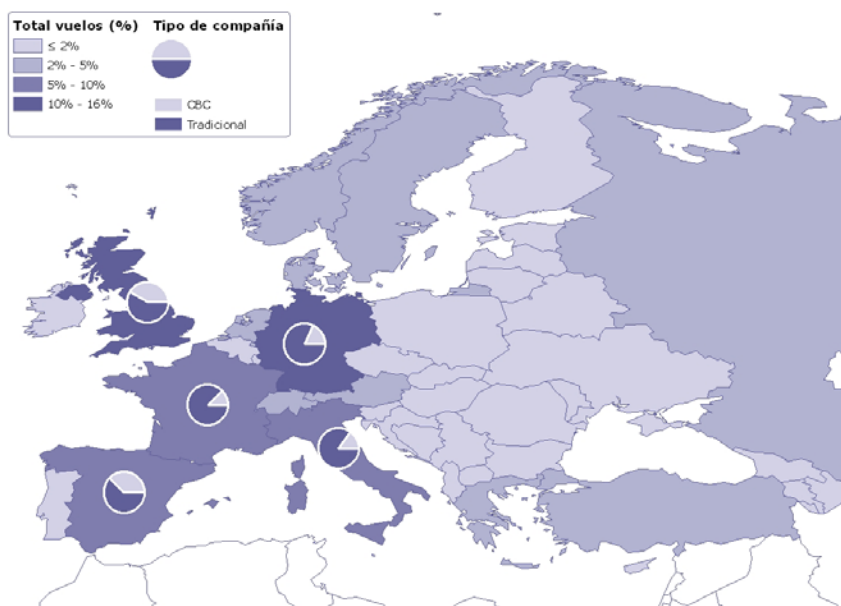 Total vuelos (%)
≤ 2%
2% - 5%
5% - 10%
10% - 16%
Tipo de compañía
CBC
Tradicional